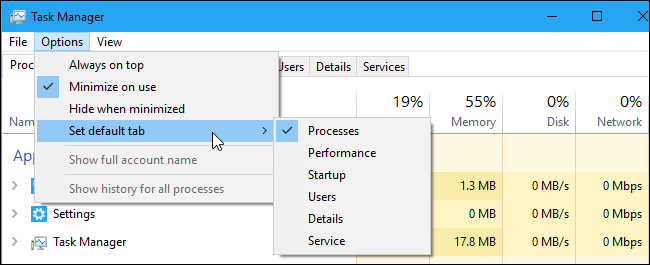 Task Manager
File Options View
Proc Users Details Services
Always on top
Minimize on use
Hide when minimized
Set default tab
Show full account name
Show history for all processes
Processes
Performance
Startup
Users
Details
Service
19% 55% 0% 0%
Nam Memory Disk Network
Ap
1.3 MB 0 MB/s 0 Mbps
Settings 0 MB 0 MB/s 0 Mbps
Task Manager 17.8 MB 0 MB/s 0 Mbps